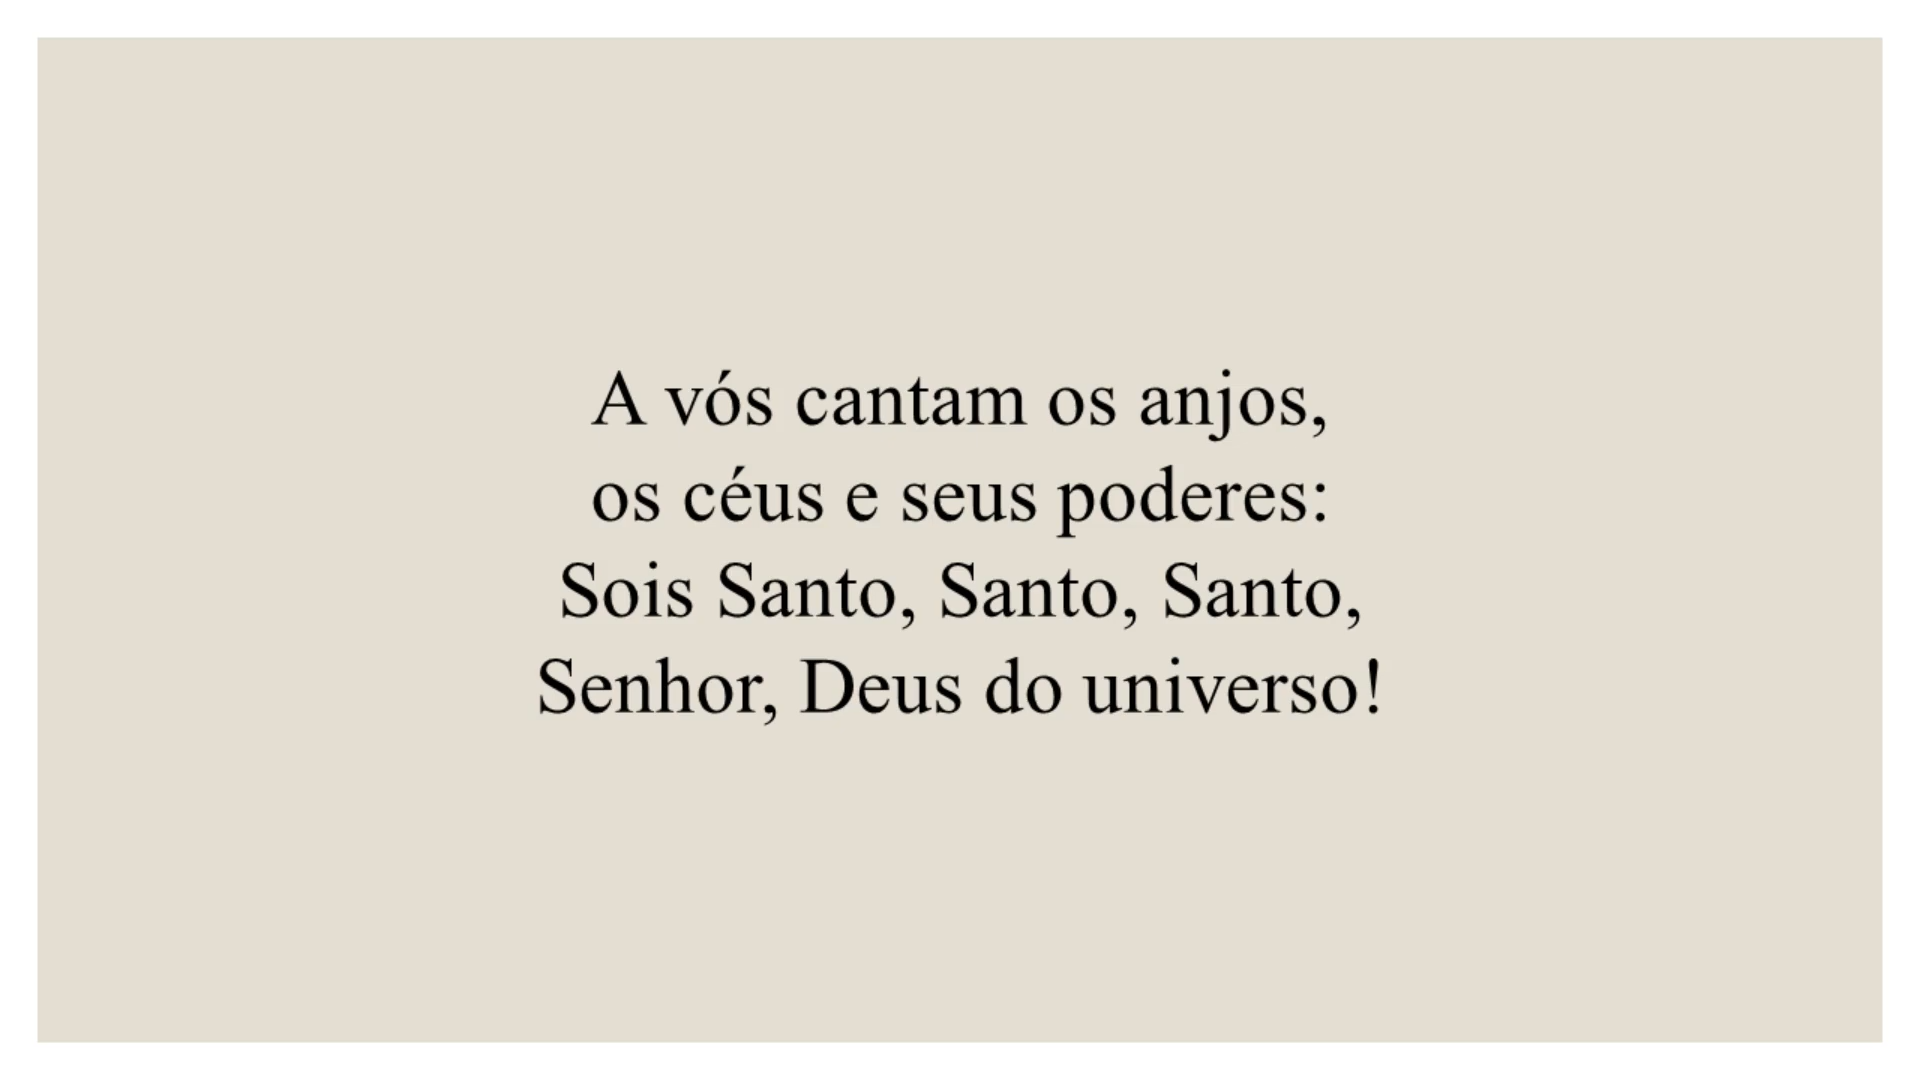 A vós cantam os anjos,
os céus e seus poderes:
Sois Santo, Santo, Santo,
Senhor, Deus do universo!